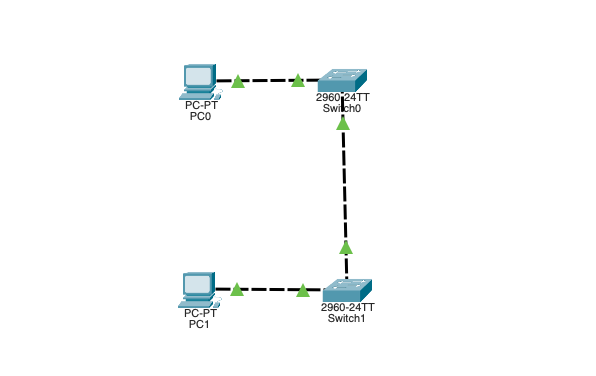 PC-PT
PC0
2960-24TT
Switch0
PC-PT
PC1
2960-24TT
Switch1